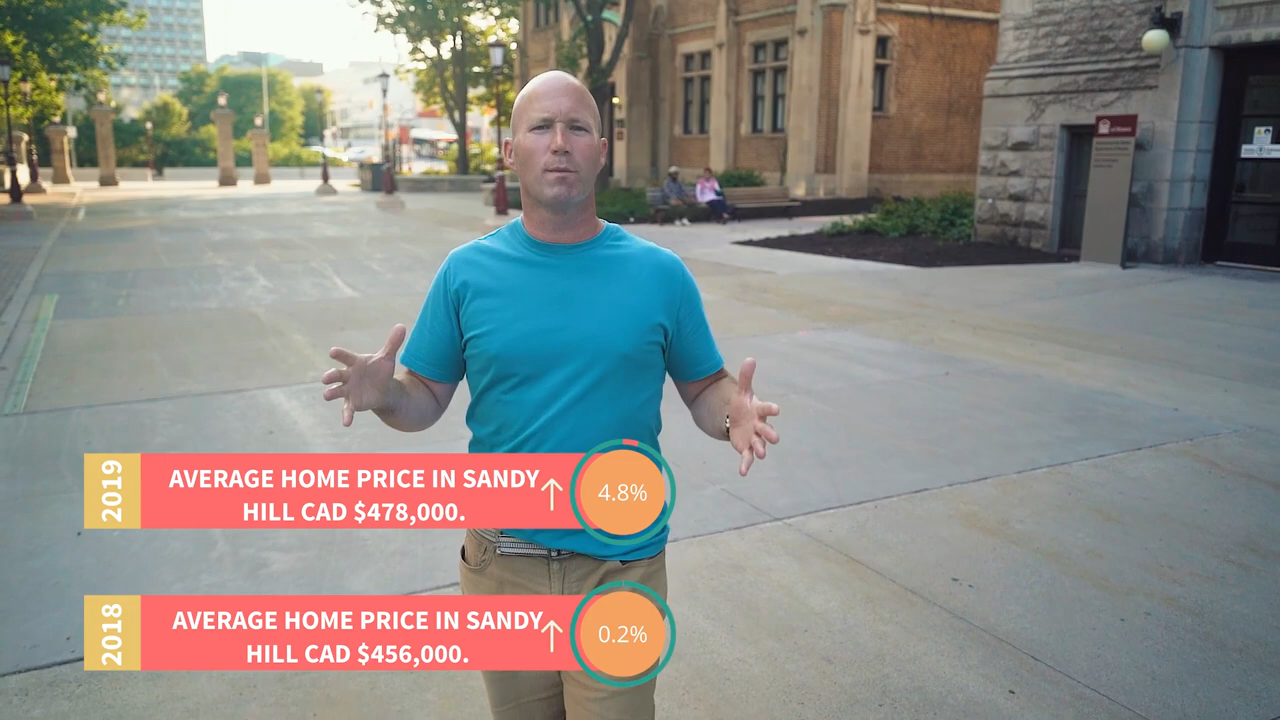 2019
AVERAGE HOME PRICE IN SANDY
HILL CAD $478,000.
4.8%
2018
AVERAGE HOME PRICE IN SANDY
HILL CAD $456,000.
0.2%